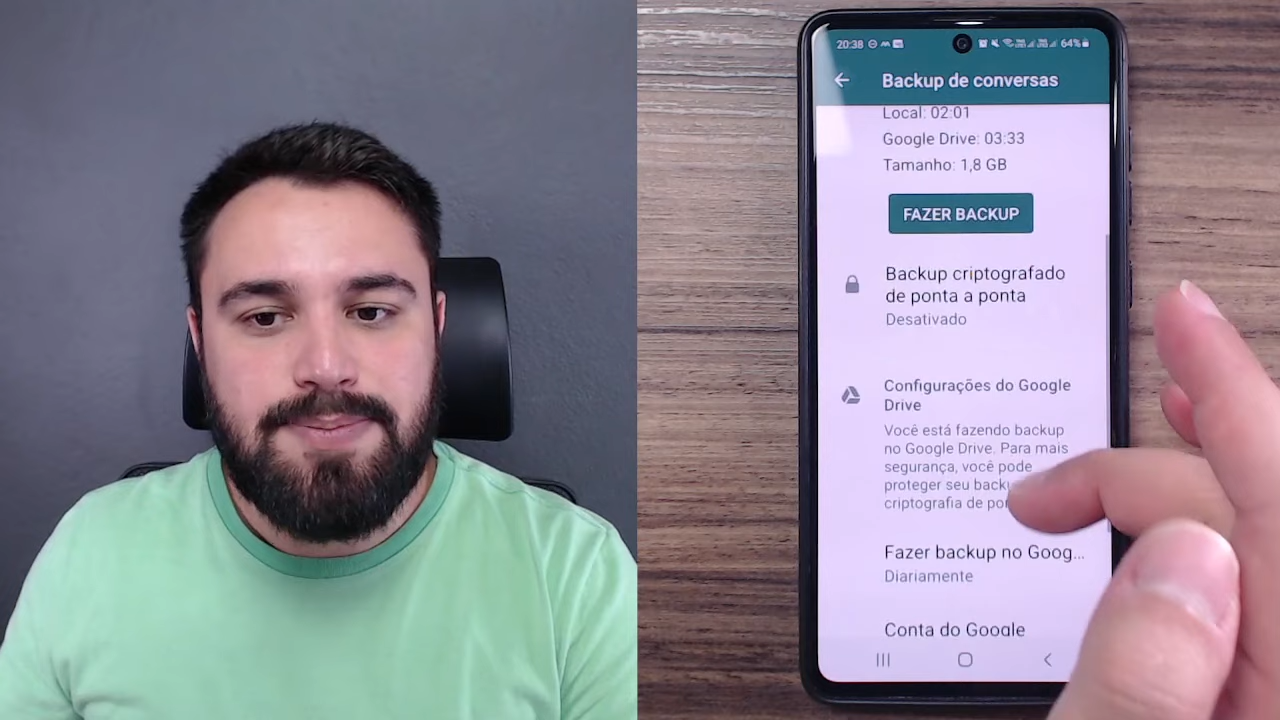 20:38
64%
Backup de conversas
Local: 02:01
Google Drive: 03:33
Tamanho: 1,8 GB
FAZER BACKUP
Backup criptografado
de ponta a ponta
Desativado
Configurações do Google
Drive
Você está fazendo backup
no Google Drive. Para mais
segurança, você pode
proteger seu backu
criptografia de pon
Fazer backup no Goog...
Diariamente
Conta do Google